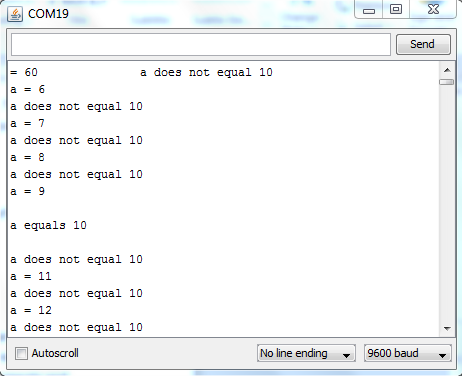 COM19
Send
= 60 a does not equal 10
a = 6
a does not equal 10
a = 7
a does not equal 10
a = 8
a does not equal 10
a = 9
a equals 10
a does not equal 10
a = 11
a does not equal 10
a = 12
a does not equal 10
Autoscroll
No line ending
9600 baud